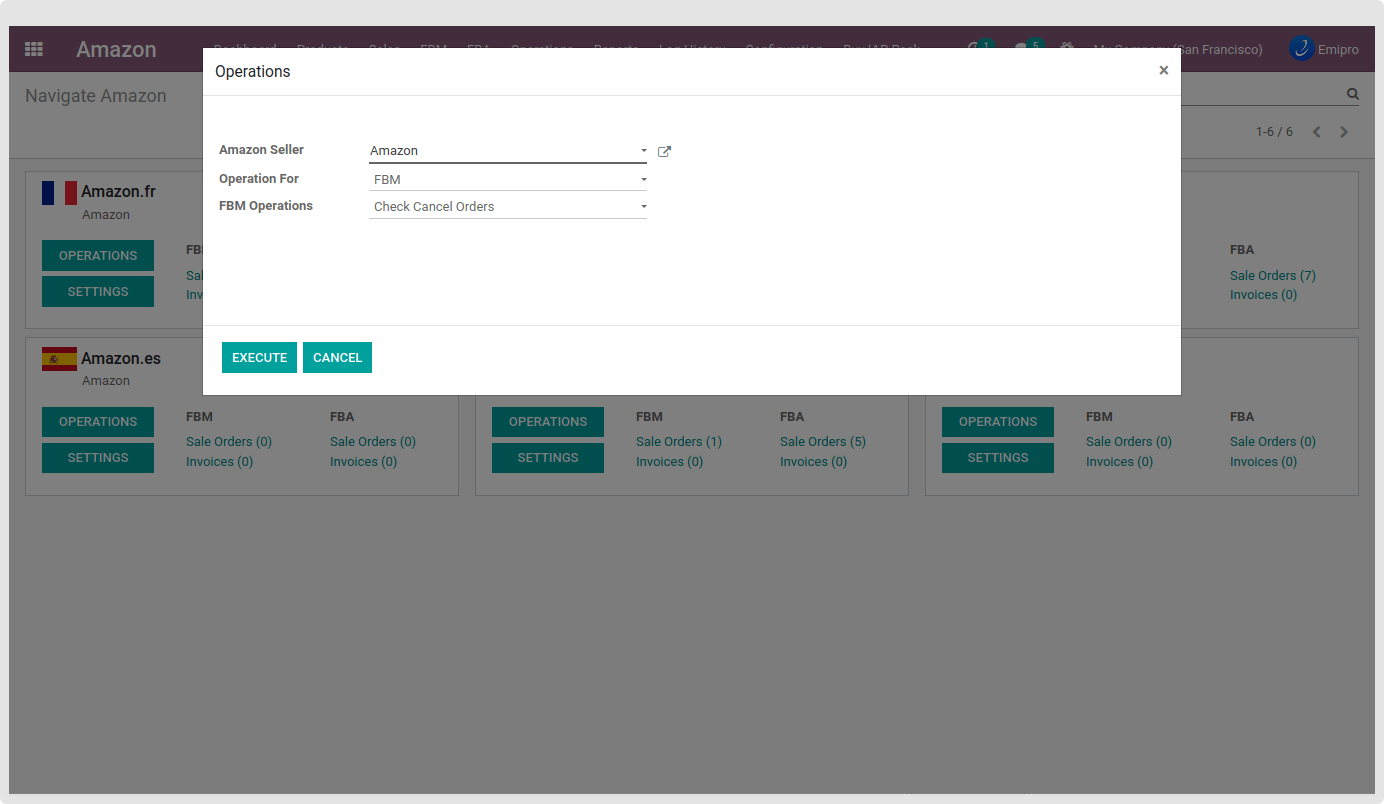 Amazon Dashboard Products Sales FBM FBA Operations Reports Log History Configuration Buy IAP Pack 1 5 My Company (San Francisco) Emipro
Operations ×
Navigate Amazon
1-6 / 6
Amazon Seller Amazon
Operation For FBM
FBM Operations Check Cancel Orders
EXECUTE CANCEL
Amazon.fr
Amazon
OPERATIONS
SETTINGS
FBA
Sale Orders (7)
Invoices (0)
Amazon.es
Amazon
OPERATIONS FBM FBA
Sale Orders (0) Sale Orders (0)
SETTINGS Invoices (0) Invoices (0)
OPERATIONS FBM FBA
Sale Orders (1) Sale Orders (5)
SETTINGS Invoices (0) Invoices (0)
OPERATIONS FBM FBA
Sale Orders (0) Sale Orders (0)
SETTINGS Invoices (0) Invoices (0)